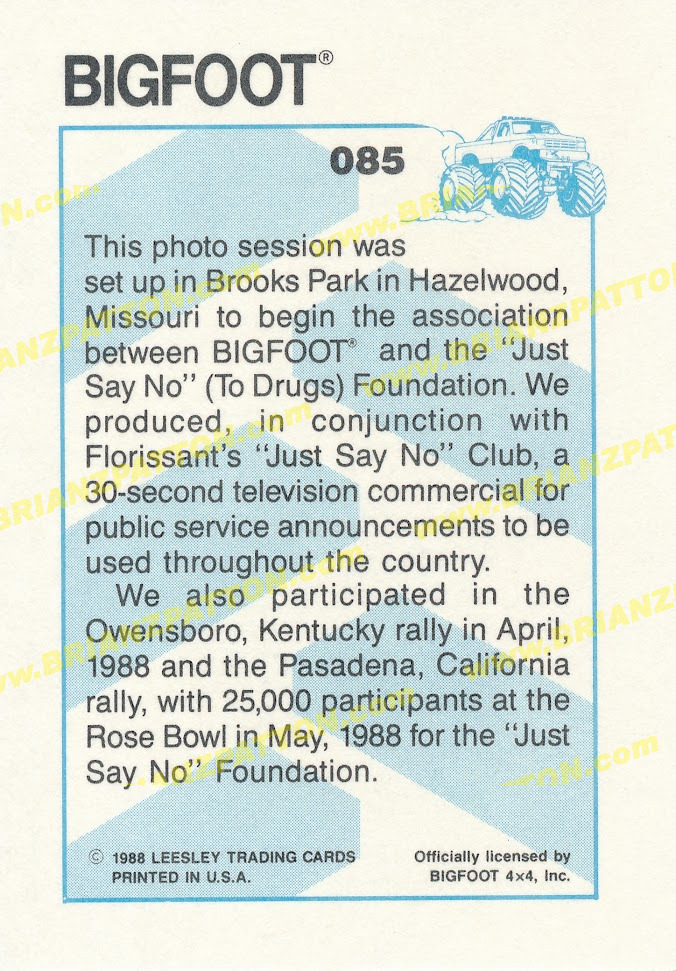 BIGFOOT®
085
This photo session was
set up in Brooks Park in Hazelwood,
Missouri to begin the association
between BIGFOOT® and the "Just
Say No" (To Drugs) Foundation. We
produced, in conjunction with
Florissant's "Just Say No" Club, a
30-second television commercial for
public service announcements to be
used throughout the country.
We also participated in the
Owensboro, Kentucky rally in April,
1988 and the Pasadena, California
rally, with 25,000 participants at the
Rose Bowl in May, 1988 for the "Just
Say No" Foundation.
© 1988 LEESLEY TRADING CARDS
PRINTED IN U.S.A.
Officially licensed by
BIGFOOT 4x4, Inc.
www.BRIANZPATTON.com